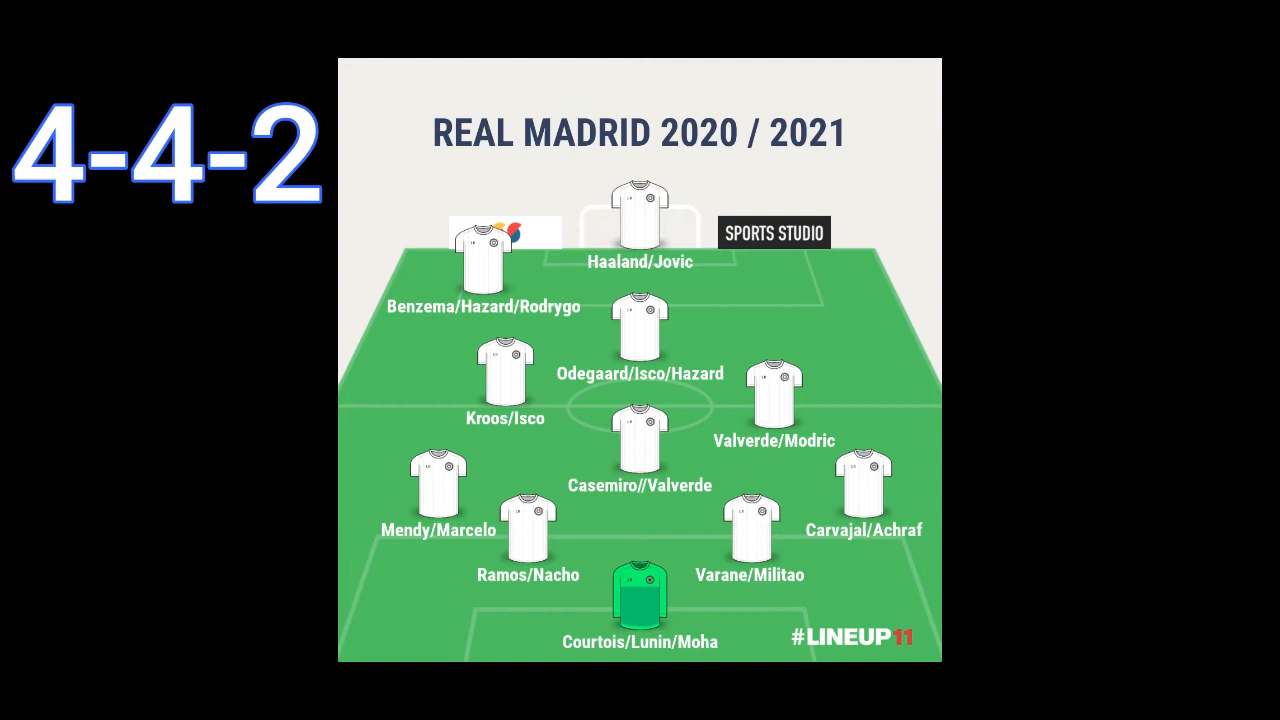 4-4-2
REAL MADRID 2020 / 2021
SPORTS STUDIO
Haaland/Jovic
Benzema/Hazard/Rodrygo
Odegaard/Isco/Hazard
Kroos/Isco
Valverde/Modric
Casemiro//Valverde
Mendy/Marcelo
Carvajal/Achraf
Ramos/Nacho
Varane/Militao
Courtois/Lunin/Moha
#LINEUP11